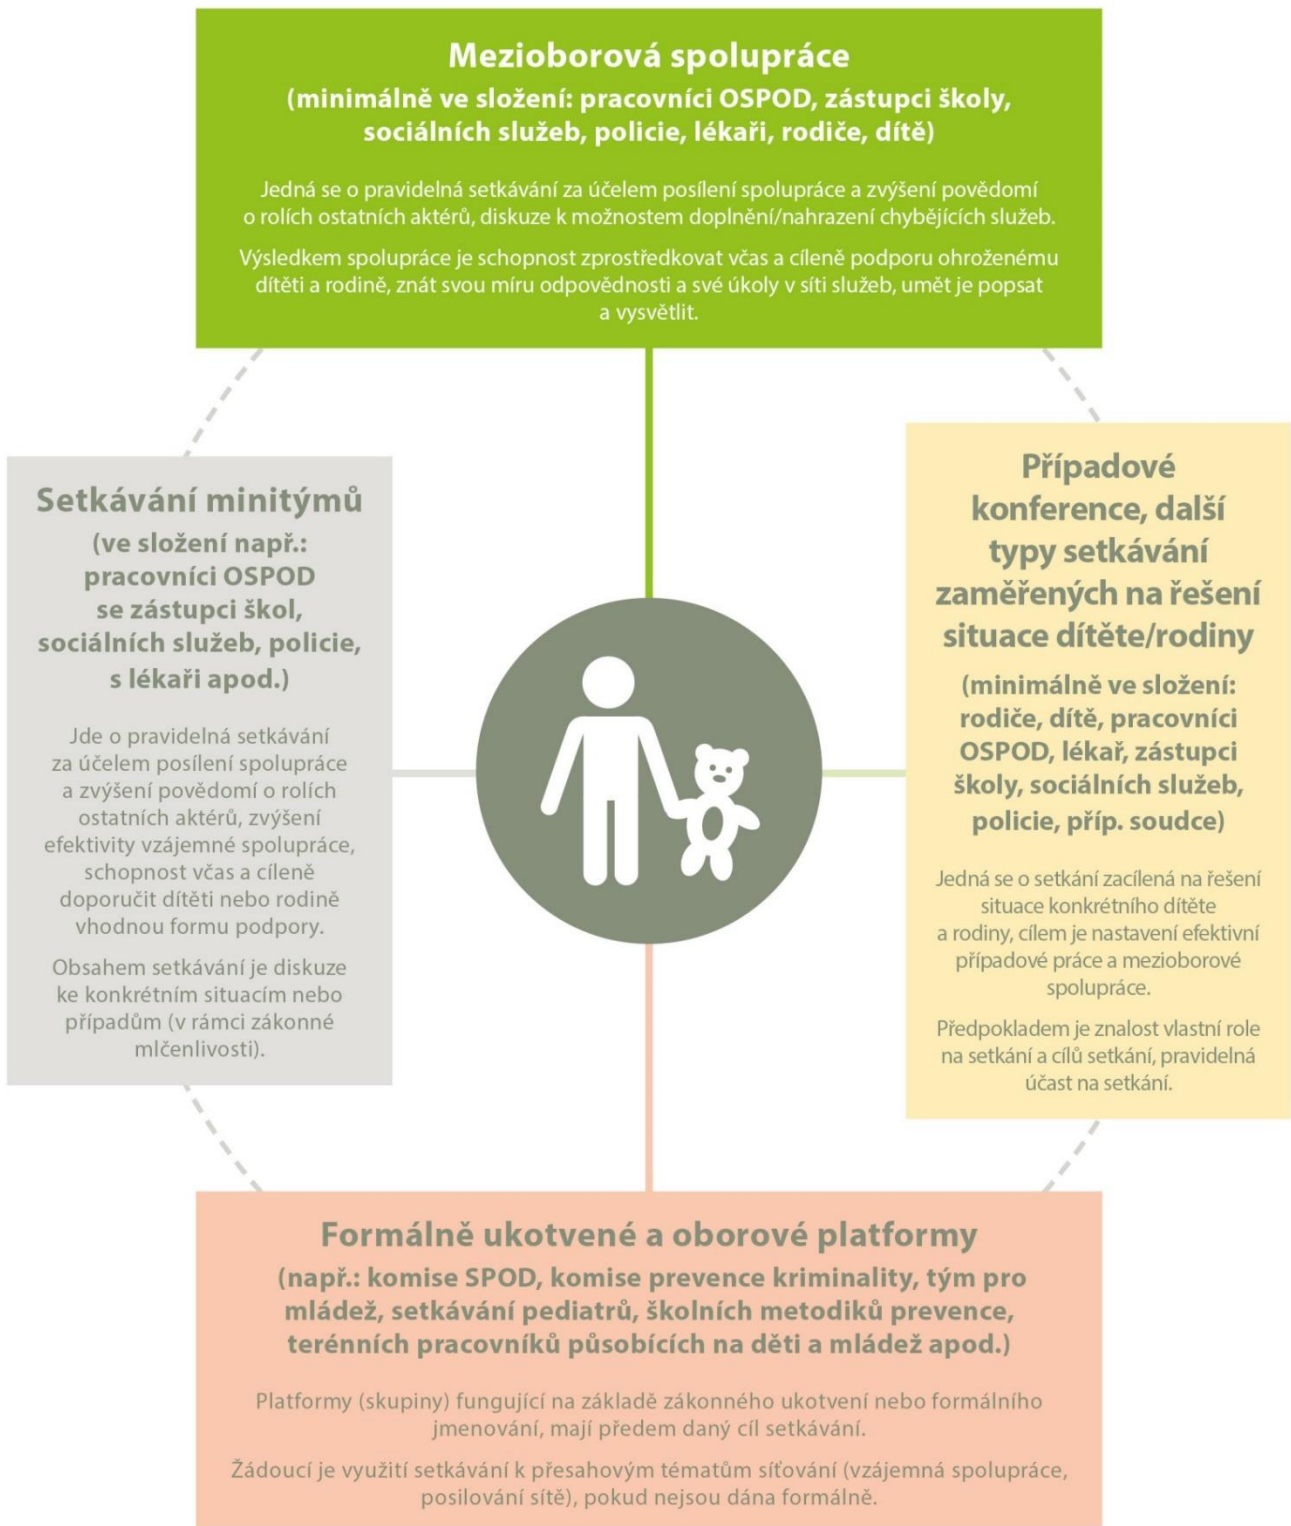 Mezioborová spolupráce
(minimálně ve složení: pracovníci OSPOD, zástupci školy,
sociálních služeb, policie, lékaři, rodiče, dítě)
Jedná se o pravidelná setkávání za účelem posílení spolupráce a zvýšení povědomí
o rolích ostatních aktérů, diskuze k možnostem doplnění/nahrazení chybějících služeb.
Výsledkem spolupráce je schopnost zprostředkovat včas a cíleně podporu ohroženému
dítěti a rodině, znát svou míru odpovědnosti a své úkoly v síti služeb, umět je popsat
a vysvětlit.
Setkávání minitýmů
(ve složení např.:
pracovníci OSPOD
se zástupci škol,
sociálních služeb, policie,
s lékaři apod.)
Jde o pravidelná setkávání
za účelem posílení spolupráce
a zvýšení povědomí o rolích
ostatních aktérů, zvýšení
efektivity vzájemné spolupráce,
schopnost včas a cíleně
doporučit dítěti nebo rodině
vhodnou formu podpory.
Obsahem setkávání je diskuze
ke konkrétním situacím nebo
případům (v rámci zákonné
mlčenlivosti).
Případové
konference, další
typy setkávání
zaměřených na řešení
situace dítěte/rodiny
(minimálně ve složení:
rodiče, dítě, pracovníci
OSPOD, lékař, zástupci
školy, sociálních služeb,
policie, příp. soudce)
Jedná se o setkání zacílená na řešení
situace konkrétního dítěte
a rodiny, cílem je nastavení efektivní
případové práce a mezioborové
spolupráce.
Předpokladem je znalost vlastní role
na setkání a cílů setkání, pravidelná
účast na setkání.
Formálně ukotvené a oborové platformy
(např.: komise SPOD, komise prevence kriminality, tým pro
mládež, setkávání pediatrů, školních metodiků prevence,
terénních pracovníků působících na děti a mládež apod.)
Platformy (skupiny) fungující na základě zákonného ukotvení nebo formálního
jmenování, mají předem daný cíl setkávání.
Žádoucí je využití setkávání k přesahovým tématům síťování (vzájemná spolupráce,
posilování sítě), pokud nejsou dána formálně.